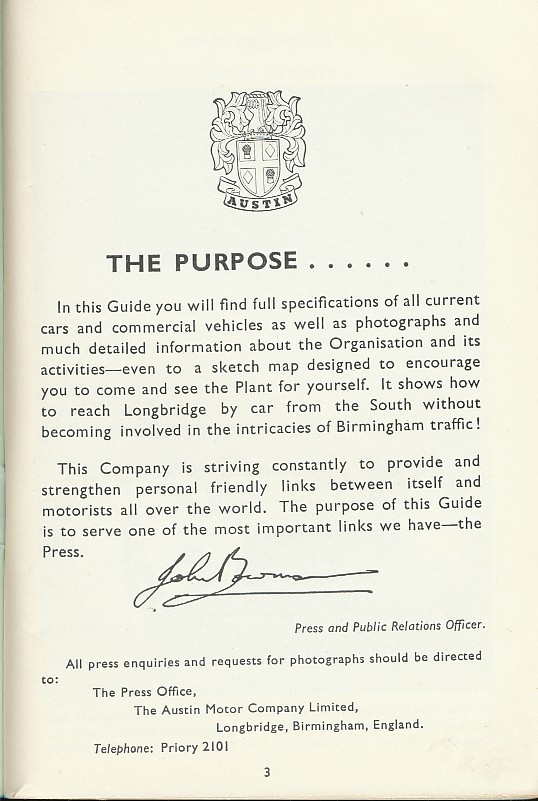 AUSTIN
THE PURPOSE . . . . . .
In this Guide you will find full specifications of all current
cars and commercial vehicles as well as photographs and
much detailed information about the Organisation and its
activities—even to a sketch map designed to encourage
you to come and see the Plant for yourself. It shows how
to reach Longbridge by car from the South without
becoming involved in the intricacies of Birmingham traffic!
This Company is striving constantly to provide and
strengthen personal friendly links between itself and
motorists all over the world. The purpose of this Guide
is to serve one of the most important links we have—the
Press.
John Bowman
Press and Public Relations Officer.
All press enquiries and requests for photographs should be directed
to:
The Press Office,
The Austin Motor Company Limited,
Longbridge, Birmingham, England.
Telephone: Priory 2101
3